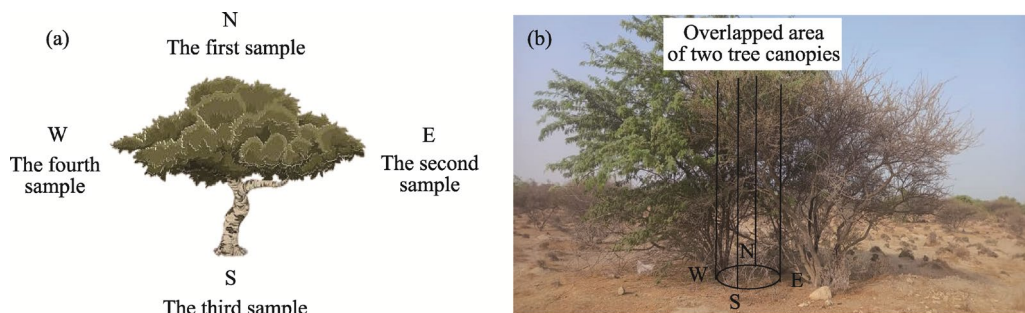 (a)
N
The first sample
W
The fourth
sample
E
The second
sample
S
The third sample
(b)
Overlapped area
of two tree canopies
N
W
E
S